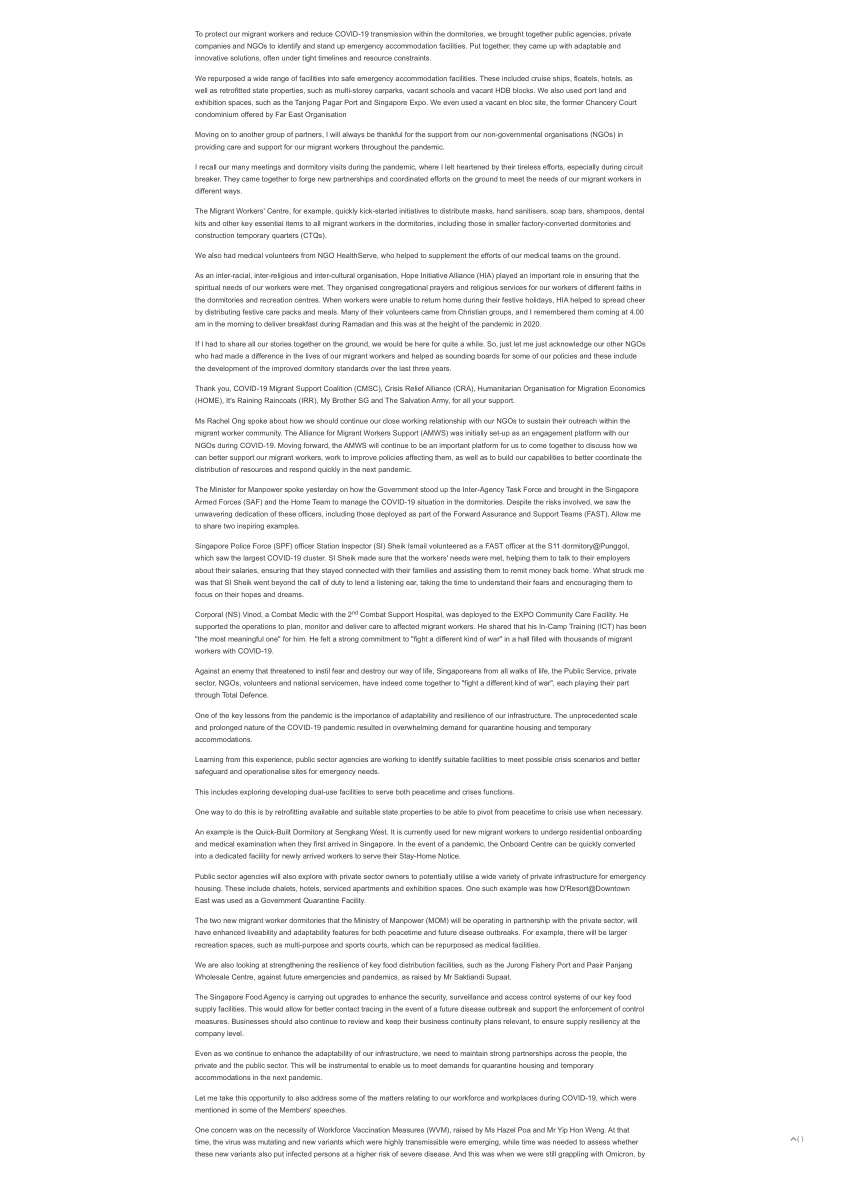 To protect our migrant workers and reduce COVID-19 transmission within the dormitories, we brought together public agencies, private
companies and NGOs to identify and stand up emergency accommodation facilities. Put together, they came up with adaptable and
innovative solutions, often under tight timelines and resource constraints.
We repurposed a wide range of facilities into safe emergency accommodation facilities. These included cruise ships, floatels, hotels, as
well as retrofitted state properties, such as multi-storey carparks, vacant schools and vacant HDB blocks. We also used port land and
exhibition spaces, such as the Tanjong Pagar Port and Singapore Expo. We even used a vacant en bloc site, the former Chancery Court
condominium offered by Far East Organisation
Moving on to another group of partners, I will always be thankful for the support from our non-governmental organisations (NGOs) in
providing care and support for our migrant workers throughout the pandemic.
I recall our many meetings and dormitory visits during the pandemic, where I left heartened by their tireless efforts, especially during circuit
breaker. They came together to forge new partnerships and coordinated efforts on the ground to meet the needs of our migrant workers in
different ways.
The Migrant Workers' Centre, for example, quickly kick-started initiatives to distribute masks, hand sanitisers, soap bars, shampoos, dental
kits and other key essential items to all migrant workers in the dormitories, including those in smaller factory-converted dormitories and
construction temporary quarters (CTQs).
We also had medical volunteers from NGO HealthServe, who helped to supplement the efforts of our medical teams on the ground.
As an inter-racial, inter-religious and inter-cultural organisation, Hope Initiative Alliance (HIA) played an important role in ensuring that the
spiritual needs of our workers were met. They organised congregational prayers and religious services for our workers of different faiths in
the dormitories and recreation centres. When workers were unable to return home during their festive holidays, HIA helped to spread cheer
by distributing festive care packs and meals. Many of their volunteers came from Christian groups, and I remembered them coming at 4.00
am in the morning to deliver breakfast during Ramadan and this was at the height of the pandemic in 2020.
If I had to share all our stories together on the ground, we would be here for quite a while. So, just let me just acknowledge our other NGOs
who had made a difference in the lives of our migrant workers and helped as sounding boards for some of our policies and these include
the development of the improved dormitory standards over the last three years.
Thank you, COVID-19 Migrant Support Coalition (CMSC), Crisis Relief Alliance (CRA), Humanitarian Organisation for Migration Economics
(HOME), It's Raining Raincoats (IRR), My Brother SG and The Salvation Army, for all your support.
Ms Rachel Ong spoke about how we should continue our close working relationship with our NGOs to sustain their outreach within the
migrant worker community. The Alliance for Migrant Workers Support (AMWS) was initially set-up as an engagement platform with our
NGOs during COVID-19. Moving forward, the AMWS will continue to be an important platform for us to come together to discuss how we
can better support our migrant workers, work to improve policies affecting them, as well as to build our capabilities to better coordinate the
distribution of resources and respond quickly in the next pandemic.
The Minister for Manpower spoke yesterday on how the Government stood up the Inter-Agency Task Force and brought in the Singapore
Armed Forces (SAF) and the Home Team to manage the COVID-19 situation in the dormitories. Despite the risks involved, we saw the
unwavering dedication of these officers, including those deployed as part of the Forward Assurance and Support Teams (FAST). Allow me
to share two inspiring examples.
Singapore Police Force (SPF) officer Station Inspector (SI) Sheik Ismail volunteered as a FAST officer at the S11 dormitory@Punggol,
which saw the largest COVID-19 cluster. SI Sheik made sure that the workers' needs were met, helping them to talk to their employers
about their salaries, ensuring that they stayed connected with their families and assisting them to remit money back home. What struck me
was that SI Sheik went beyond the call of duty to lend a listening ear, taking the time to understand their fears and encouraging them to
focus on their hopes and dreams.
Corporal (NS) Vinod, a Combat Medic with the 2nd Combat Support Hospital, was deployed to the EXPO Community Care Facility. He
supported the operations to plan, monitor and deliver care to affected migrant workers. He shared that his In-Camp Training (ICT) has been
"the most meaningful one" for him. He felt a strong commitment to "fight a different kind of war" in a hall filled with thousands of migrant
workers with COVID-19.
Against an enemy that threatened to instil fear and destroy our way of life, Singaporeans from all walks of life, the Public Service, private
sector, NGOs, volunteers and national servicemen, have indeed come together to "fight a different kind of war", each playing their part
through Total Defence.
One of the key lessons from the pandemic is the importance of adaptability and resilience of our infrastructure. The unprecedented scale
and prolonged nature of the COVID-19 pandemic resulted in overwhelming demand for quarantine housing and temporary
accommodations.
Learning from this experience, public sector agencies are working to identify suitable facilities to meet possible crisis scenarios and better
safeguard and operationalise sites for emergency needs.
This includes exploring developing dual-use facilities to serve both peacetime and crises functions.
One way to do this is by retrofitting available and suitable state properties to be able to pivot from peacetime to crisis use when necessary.
An example is the Quick-Built Dormitory at Sengkang West. It is currently used for new migrant workers to undergo residential onboarding
and medical examination when they first arrived in Singapore. In the event of a pandemic, the Onboard Centre can be quickly converted
into a dedicated facility for newly arrived workers to serve their Stay-Home Notice.
Public sector agencies will also explore with private sector owners to potentially utilise a wide variety of private infrastructure for emergency
housing. These include chalets, hotels, serviced apartments and exhibition spaces. One such example was how D'Resort@Downtown
East was used as a Government Quarantine Facility.
The two new migrant worker dormitories that the Ministry of Manpower (MOM) will be operating in partnership with the private sector, will
have enhanced liveability and adaptability features for both peacetime and future disease outbreaks. For example, there will be larger
recreation spaces, such as multi-purpose and sports courts, which can be repurposed as medical facilities.
We are also looking at strengthening the resilience of key food distribution facilities, such as the Jurong Fishery Port and Pasir Panjang
Wholesale Centre, against future emergencies and pandemics, as raised by Mr Saktiandi Supaat.
The Singapore Food Agency is carrying out upgrades to enhance the security, surveillance and access control systems of our key food
supply facilities. This would allow for better contact tracing in the event of a future disease outbreak and support the enforcement of control
measures. Businesses should also continue to review and keep their business continuity plans relevant, to ensure supply resiliency at the
company level.
Even as we continue to enhance the adaptability of our infrastructure, we need to maintain strong partnerships across the people, the
private and the public sector. This will be instrumental to enable us to meet demands for quarantine housing and temporary
accommodations in the next pandemic.
Let me take this opportunity to also address some of the matters relating to our workforce and workplaces during COVID-19, which were
mentioned in some of the Members' speeches.
One concern was on the necessity of Workforce Vaccination Measures (WVM), raised by Ms Hazel Poa and Mr Yip Hon Weng. At that
time, the virus was mutating and new variants which were highly transmissible were emerging, while time was needed to assess whether
these new variants also put infected persons at a higher risk of severe disease. And this was when we were still grappling with Omicron, by